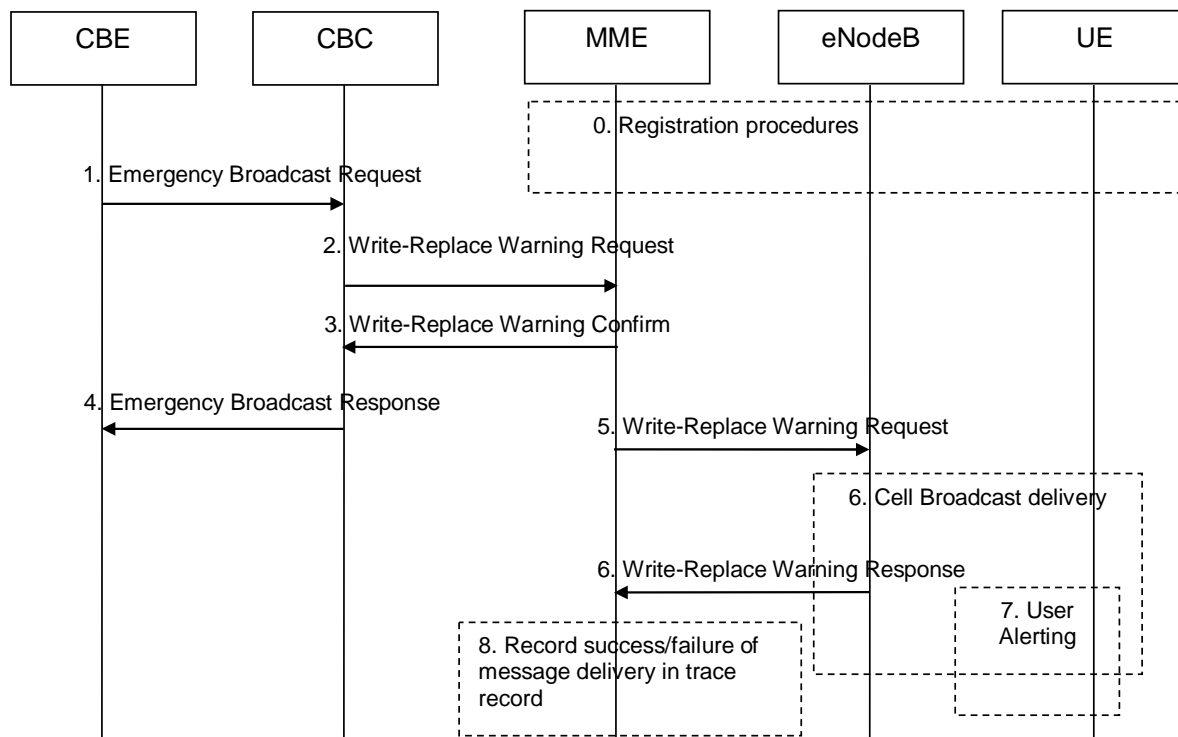 CBE
CBC
MME
eNodeB
UE
0. Registration procedures
1. Emergency Broadcast Request
2. Write-Replace Warning Request
3. Write-Replace Warning Confirm
4. Emergency Broadcast Response
5. Write-Replace Warning Request
6. Cell Broadcast delivery
6. Write-Replace Warning Response
7. User
Alerting
8. Record success/failure of
message delivery in trace
record